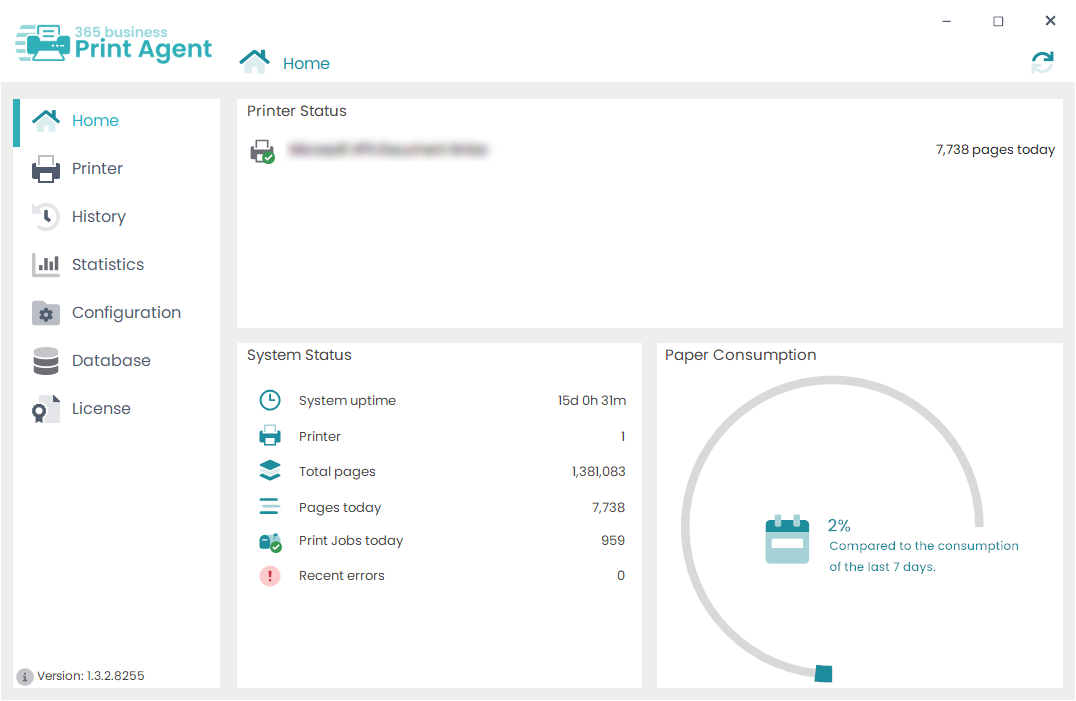 365 business
Print Agent
Home
Home
Printer
History
Statistics
Configuration
Database
License
Version: 1.3.2.8255
Printer Status
7,738 pages today
System Status
System uptime 15d 0h 31m
Printer 1
Total pages 1,381,083
Pages today 7,738
Print Jobs today 959
Recent errors 0
Paper Consumption
2%
Compared to the consumption
of the last 7 days.